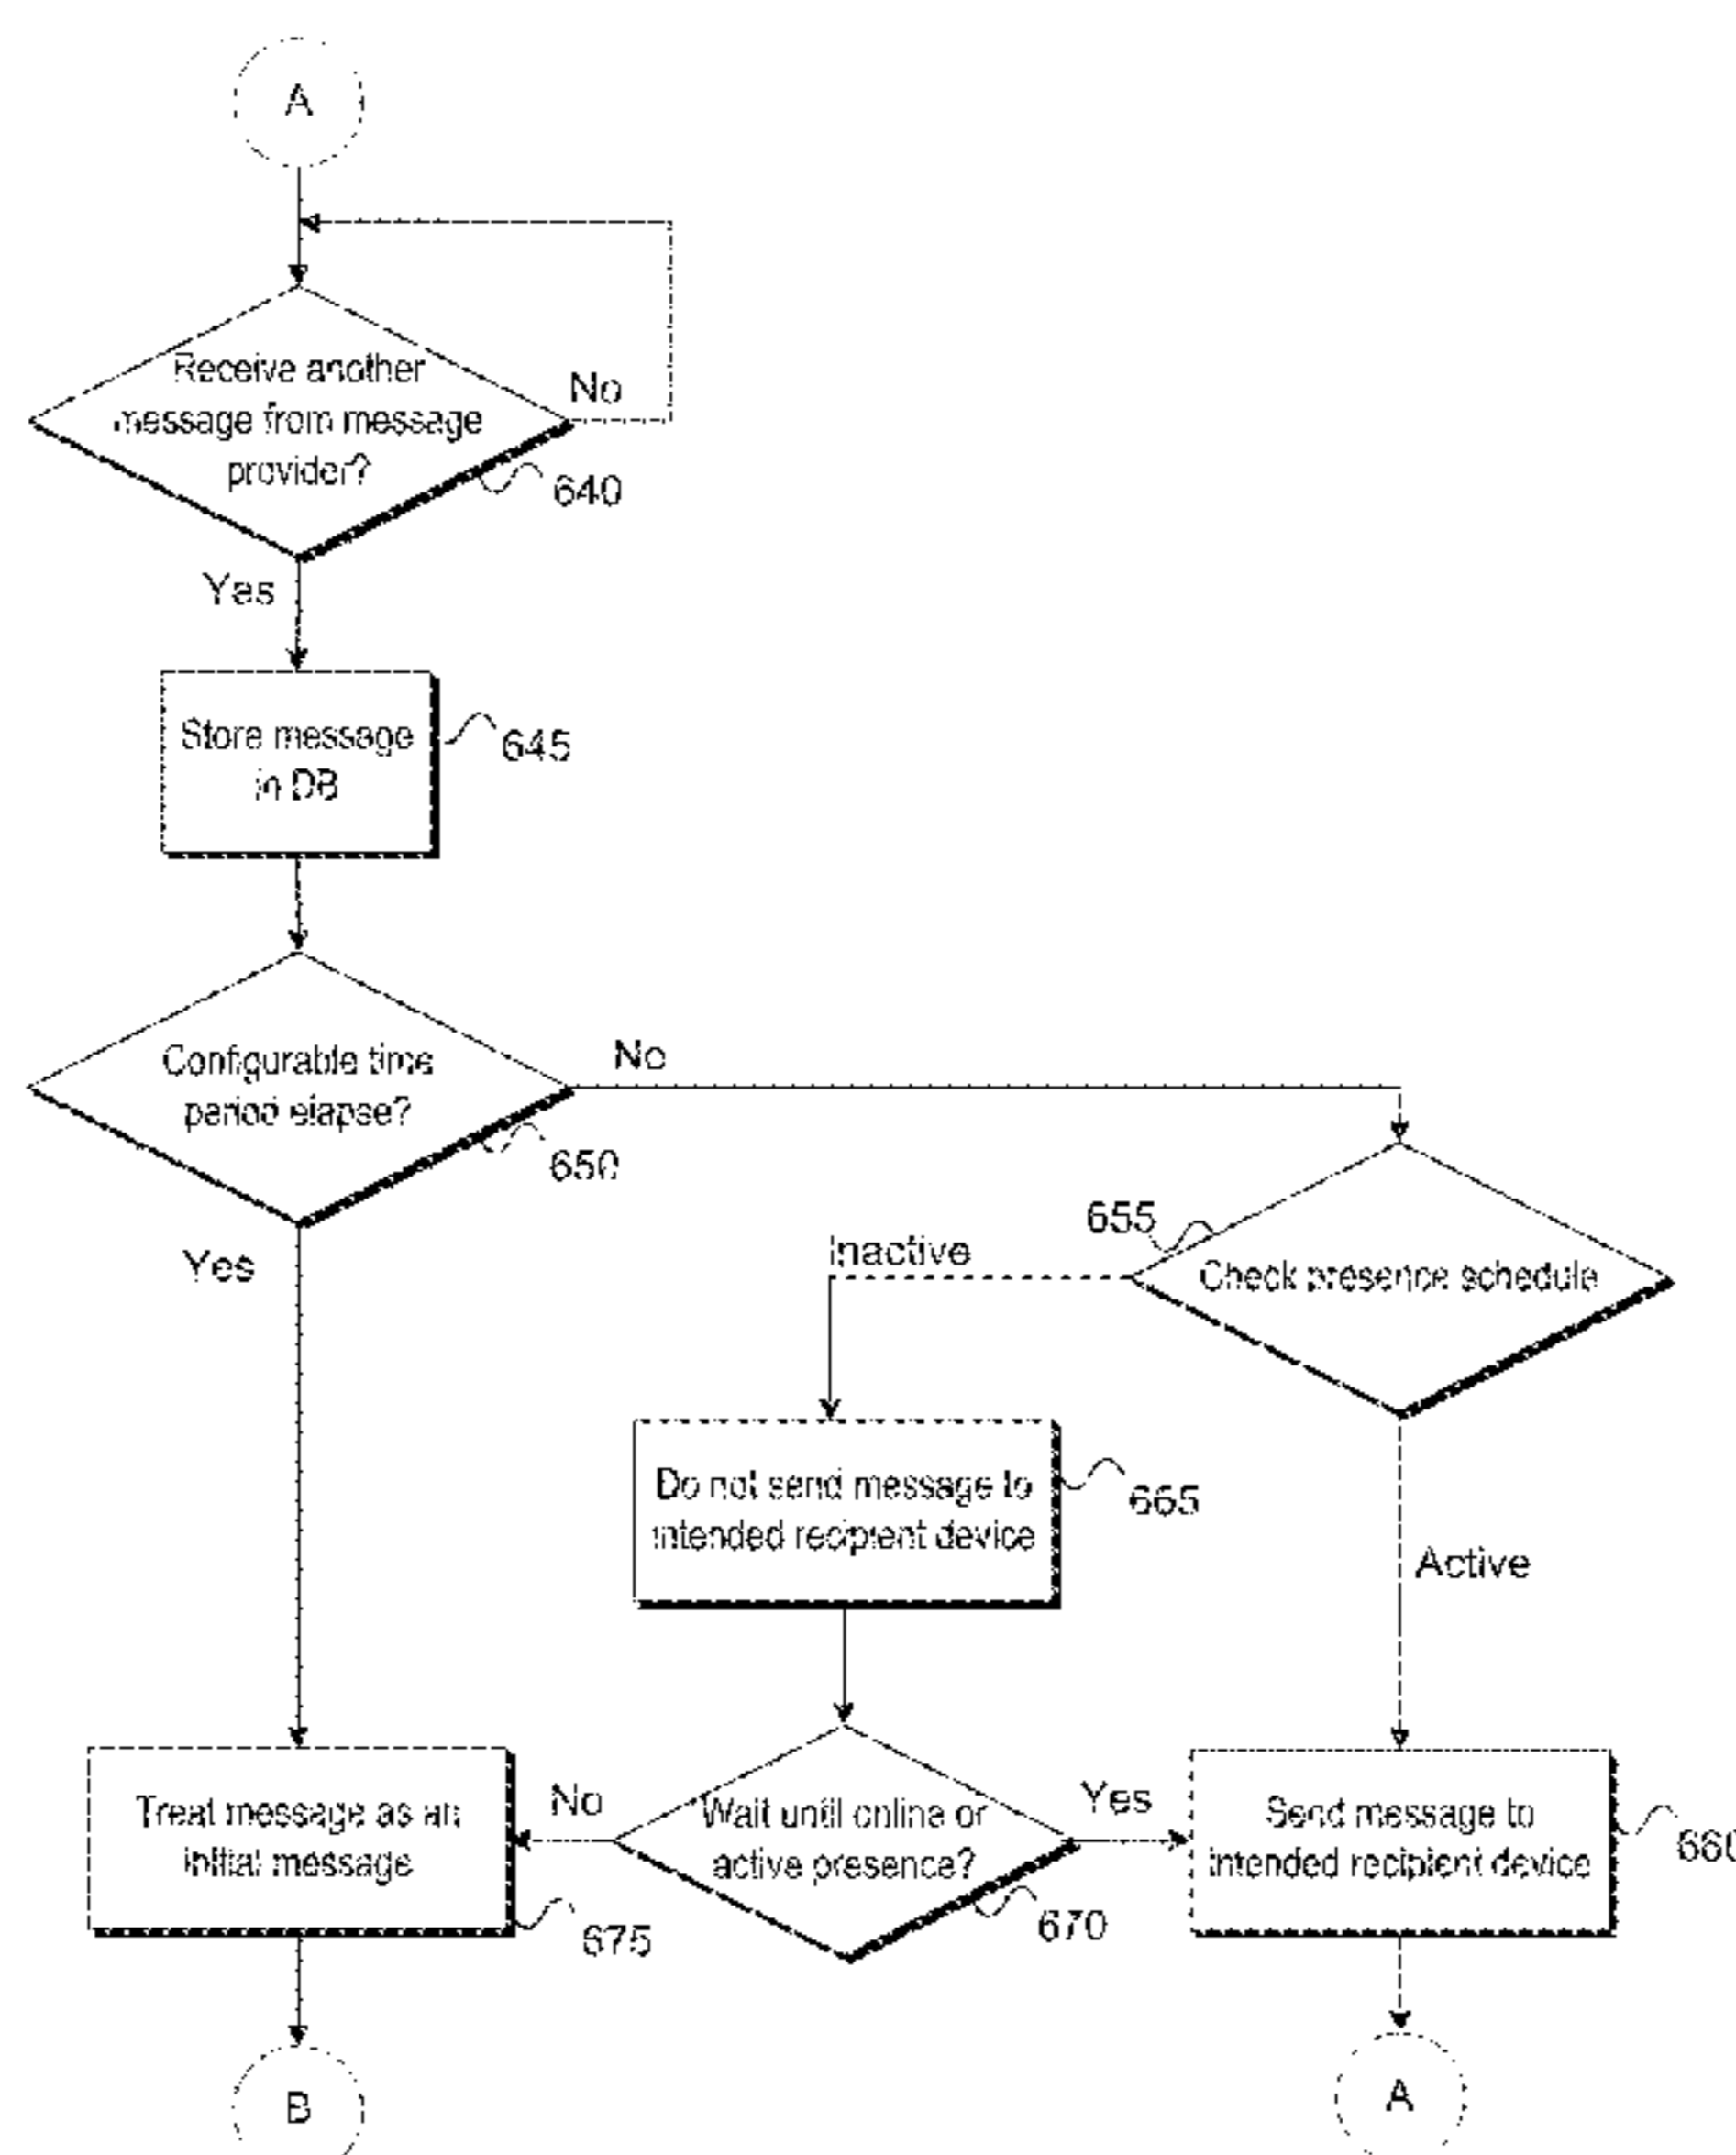 A
Receive another
message from message
provider?
No
640
Yes
Store message
in DB
645
Configurable time
period elapse?
No
650
Yes
655
Inactive
Check presence schedule
Do not send message to
intended recipient device
665
Active
Treat message as an
initial message
No
Wait until online or
active presence?
Yes
Send message to
intended recipient device
660
675
670
B
A